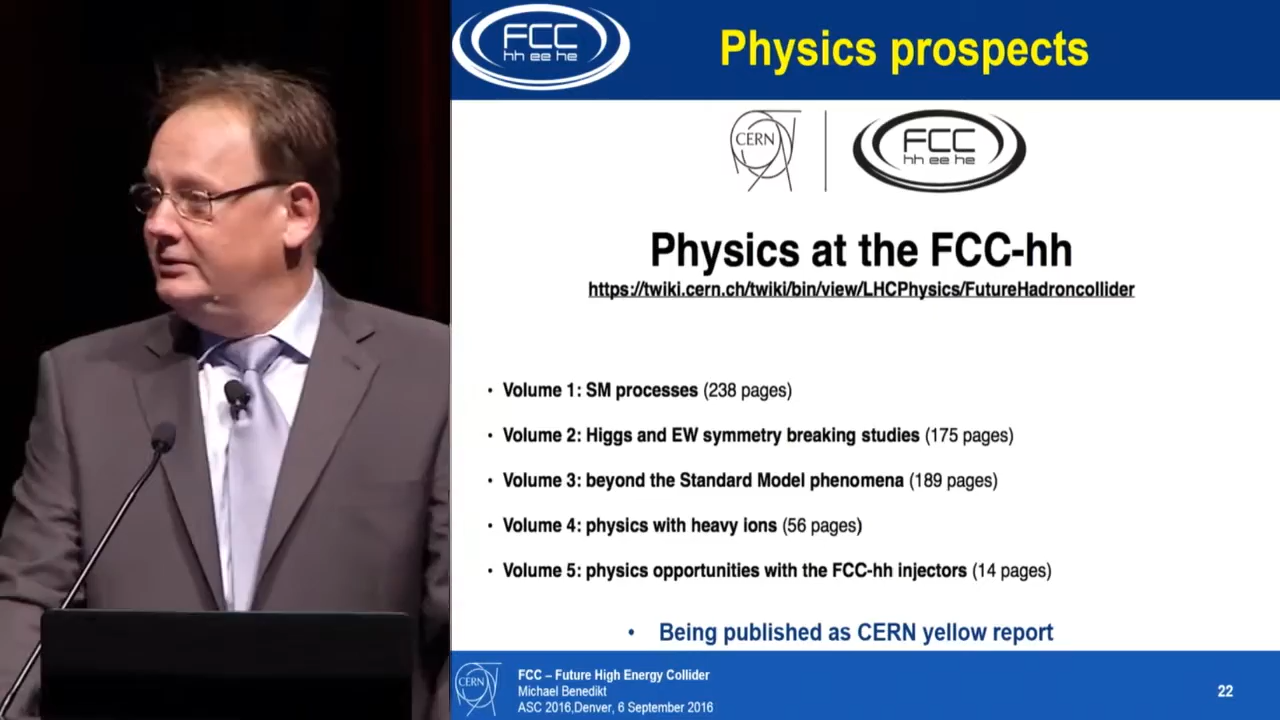 FCC
hh ee he
Physics prospects
CERN
FCC
hh ee he
Physics at the FCC-hh
https://twiki.cern.ch/twiki/bin/view/LHCPhysics/FutureHadroncollider
• Volume 1: SM processes (238 pages)
• Volume 2: Higgs and EW symmetry breaking studies (175 pages)
• Volume 3: beyond the Standard Model phenomena (189 pages)
• Volume 4: physics with heavy ions (56 pages)
• Volume 5: physics opportunities with the FCC-hh injectors (14 pages)
• Being published as CERN yellow report
CERN
FCC – Future High Energy Collider
Michael Benedikt
ASC 2016,Denver, 6 September 2016
22